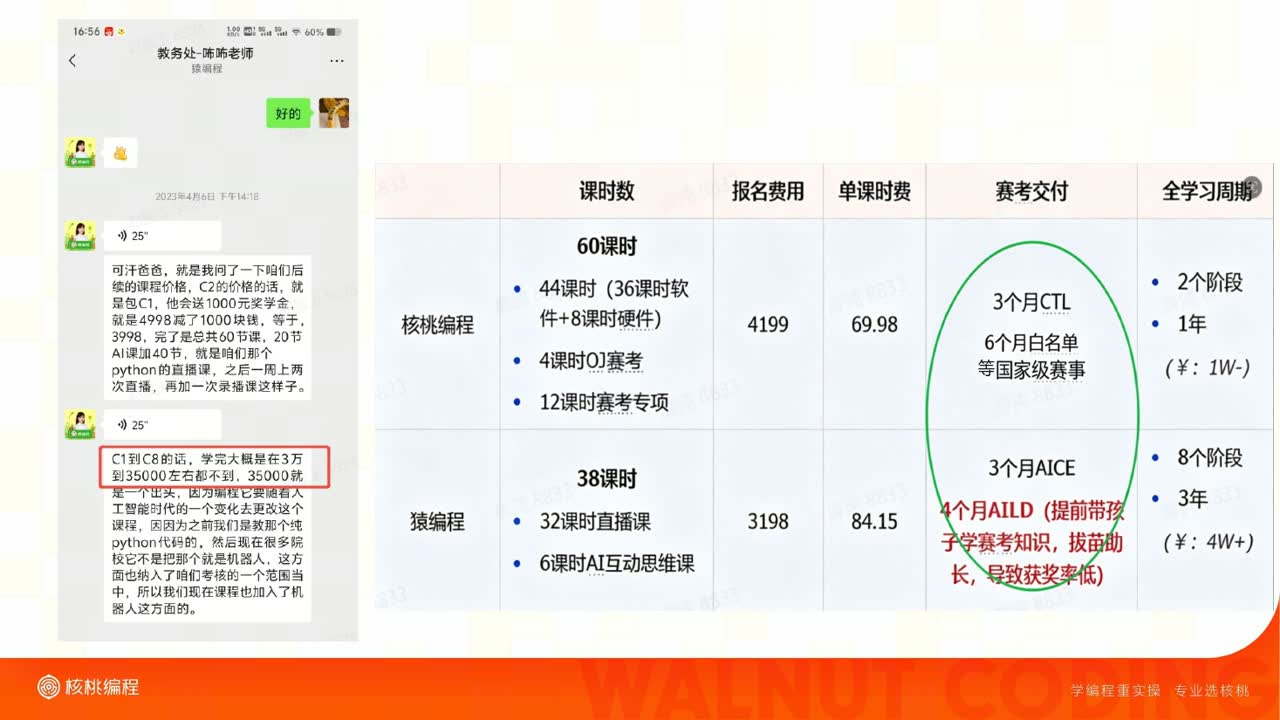 16:56
60%
教务处-咘咘老师
猿编程
好的
2023年4月6日 下午14:18
25"
可汗爸爸，就是我问了一下咱们后
续的课程价格，C2的价格的话，就
是包C1，他会送1000元奖学金，
就是4998减了1000块钱，等于，
3998，完了是总共60节课，20节
AI课加40节，就是咱们那个
python的直播课，之后一周上两
次直播，再加一次录播课这样子。
25"
C1到C8的话，学完大概是在3万
到35000左右都不到，35000就
是一个出头，因为编程它要随着人
工智能时代的一个变化去更改这个
课程，因因为之前我们是教那个纯
python代码的，然后现在很多院
校它不是把那个就是机器人，这方
面也纳入了咱们考核的一个范围当
中，所以我们现在课程也加入了机
器人这方面的。
课时数 报名费用 单课时费 赛考交付 全学习周期
核桃编程
60课时
• 44课时（36课时软
件+8课时硬件）
• 4课时OJ赛考
• 12课时赛考专项
4199
69.98
3个月CTL
6个月白名单
等国家级赛事
• 2个阶段
• 1年
(¥：1W-)
猿编程
38课时
• 32课时直播课
• 6课时AI互动思维课
3198
84.15
3个月AICE
4个月AILD（提前带孩
子学赛考知识，拔苗助
长，导致获奖率低）
• 8个阶段
• 3年
(¥：4W+)
核桃编程
WALNUT CODING
学编程重实操 专业选核桃